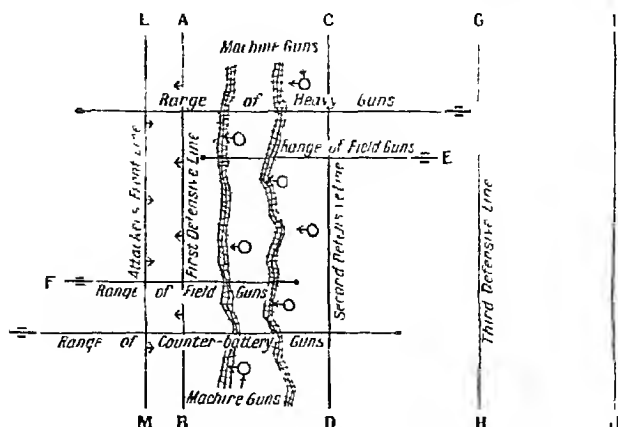 L A C G I
Machine Guns
Range of Heavy Guns
Range of Field Guns E
Attackers Front Line
First Defensive Line
Second Defensive Line
Third Defensive Line
F
Range of Field Guns
Range of Counter-battery Guns
Machine Guns
M B D H J